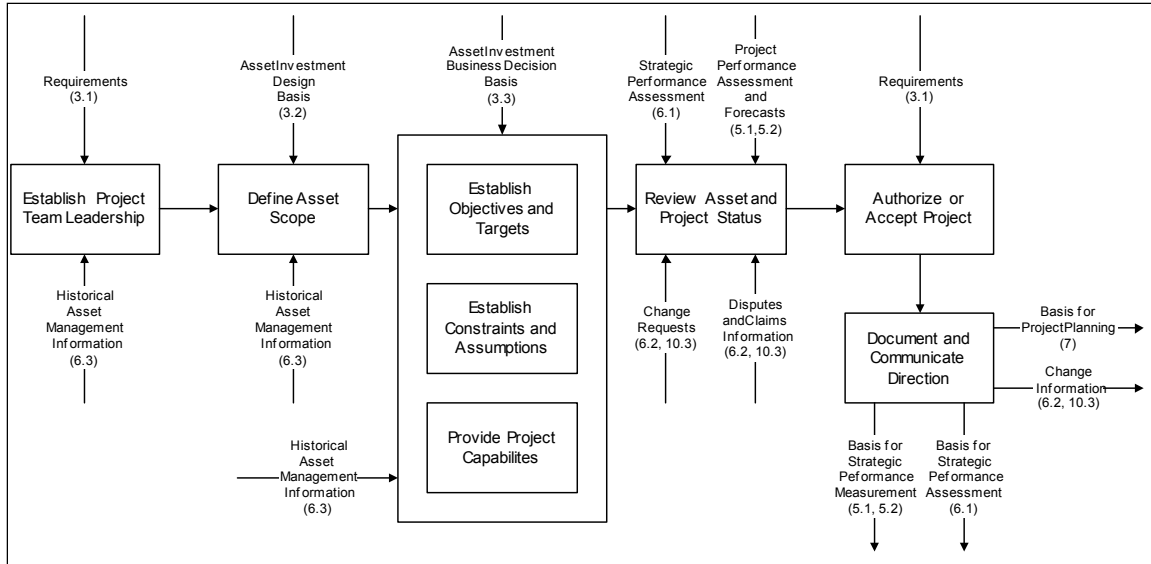 Requirements
(3.1)
AssetInvestment
Design
Basis
(3.2)
AssetInvestment
Business Decision
Basis
(3.3)
Strategic
Performance
Assessment
(6.1)
Project
Performance
Assessment
and
Forecasts
(5.1,5.2)
Requirements
(3.1)
Establish Project
Team Leadership
Define Asset
Scope
Establish
Objectives and
Targets
Establish
Constraints and
Assumptions
Provide Project
Capabilites
Review Asset and
Project Status
Authorize or
Accept Project
Historical
Asset
Management
Information
(6.3)
Historical
Asset
Management
Information
(6.3)
Historical
Asset
Management
Information
(6.3)
Change
Requests
(6.2, 10.3)
Disputes
andClaims
Information
(6.2, 10.3)
Document and
Communicate
Direction
Basis for
ProjectPlanning
(7)
Change
Information
(6.2, 10.3)
Basis for
Strategic
Peformance
Measurement
(5.1, 5.2)
Basis for
Strategic
Peformance
Assessment
(6.1)